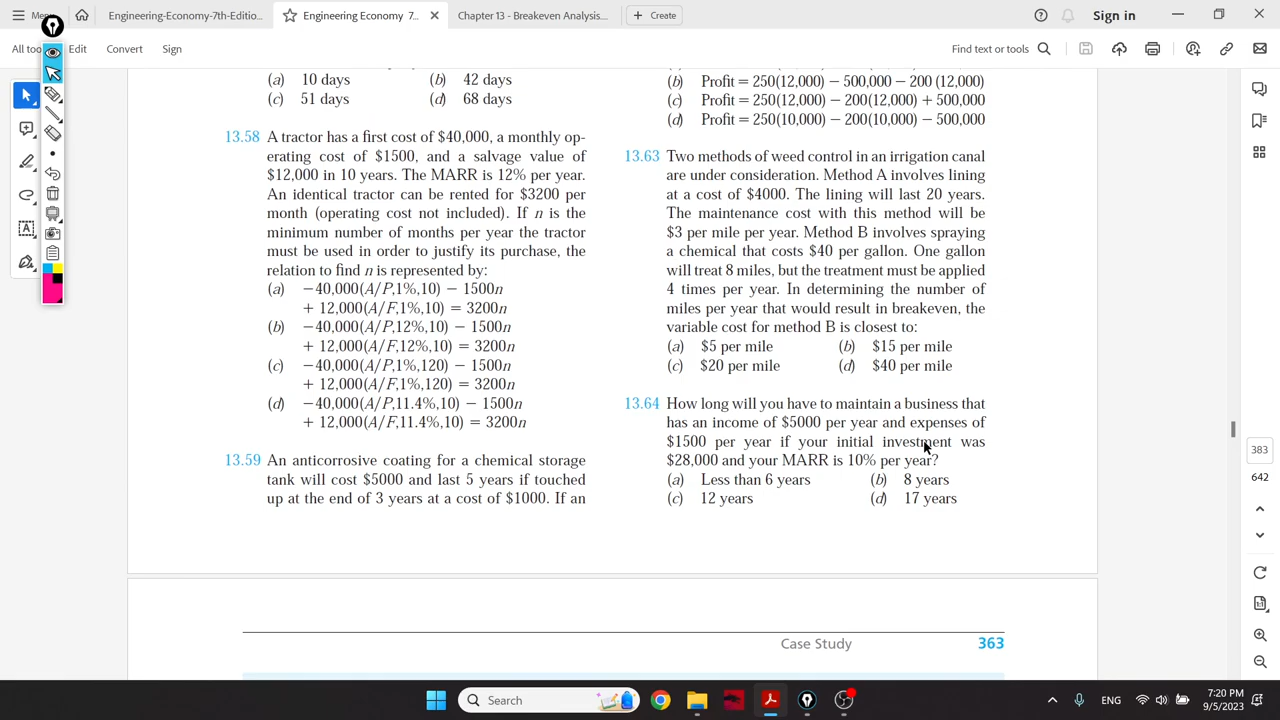 Menu
Engineering-Economy-7th-Editio...
Engineering Economy 7...
Chapter 13 - Breakeven Analysis...
Create
Sign in
All too
Edit
Convert
Sign
Find text or tools
(a) 10 days (b) 42 days
(c) 51 days (d) 68 days
13.58 A tractor has a first cost of $40,000, a monthly op-
erating cost of $1500, and a salvage value of
$12,000 in 10 years. The MARR is 12% per year.
An identical tractor can be rented for $3200 per
month (operating cost not included). If n is the
minimum number of months per year the tractor
must be used in order to justify its purchase, the
relation to find n is represented by:
(a) −40,000(A/P,1%,10) − 1500n
+ 12,000(A/F,1%,10) = 3200n
(b) −40,000(A/P,12%,10) − 1500n
+ 12,000(A/F,12%,10) = 3200n
(c) −40,000(A/P,1%,120) − 1500n
+ 12,000(A/F,1%,120) = 3200n
(d) −40,000(A/P,11.4%,10) − 1500n
+ 12,000(A/F,11.4%,10) = 3200n
13.59 An anticorrosive coating for a chemical storage
tank will cost $5000 and last 5 years if touched
up at the end of 3 years at a cost of $1000. If an
(b) Profit = 250(12,000) − 500,000 − 200 (12,000)
(c) Profit = 250(12,000) − 200(12,000) + 500,000
(d) Profit = 250(10,000) − 200(10,000) − 500,000
13.63 Two methods of weed control in an irrigation canal
are under consideration. Method A involves lining
at a cost of $4000. The lining will last 20 years.
The maintenance cost with this method will be
$3 per mile per year. Method B involves spraying
a chemical that costs $40 per gallon. One gallon
will treat 8 miles, but the treatment must be applied
4 times per year. In determining the number of
miles per year that would result in breakeven, the
variable cost for method B is closest to:
(a) $5 per mile (b) $15 per mile
(c) $20 per mile (d) $40 per mile
13.64 How long will you have to maintain a business that
has an income of $5000 per year and expenses of
$1500 per year if your initial investment was
$28,000 and your MARR is 10% per year?
(a) Less than 6 years (b) 8 years
(c) 12 years (d) 17 years
383
642
Case Study 363
Search
ENG
7:20 PM
9/5/2023